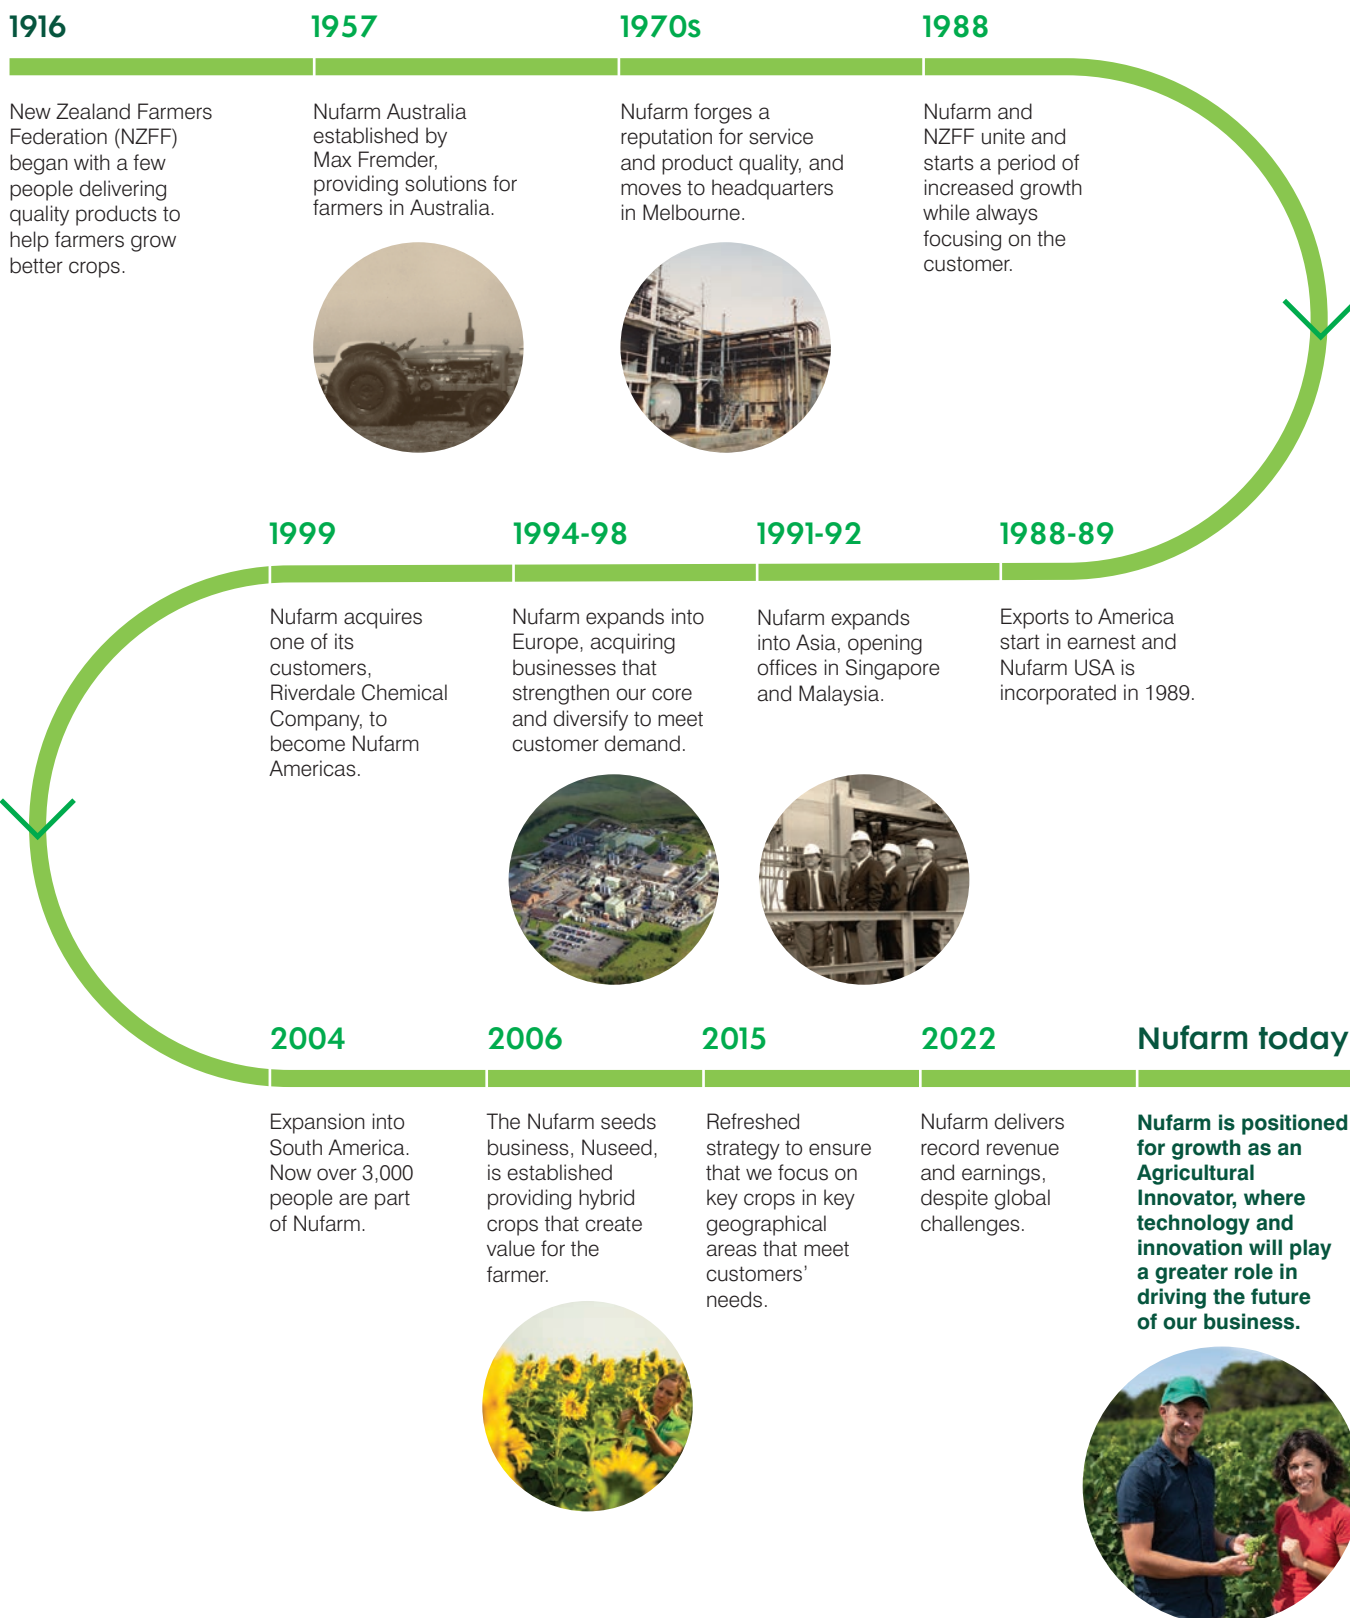 1916
New Zealand Farmers
Federation (NZFF)
began with a few
people delivering
quality products to
help farmers grow
better crops.
1957
Nufarm Australia
established by
Max Fremder,
providing solutions for
farmers in Australia.
1970s
Nufarm forges a
reputation for service
and product quality, and
moves to headquarters
in Melbourne.
1988
Nufarm and
NZFF unite and
starts a period of
increased growth
while always
focusing on the
customer.
1988-89
Exports to America
start in earnest and
Nufarm USA is
incorporated in 1989.
1991-92
Nufarm expands
into Asia, opening
offices in Singapore
and Malaysia.
1994-98
Nufarm expands into
Europe, acquiring
businesses that
strengthen our core
and diversify to meet
customer demand.
1999
Nufarm acquires
one of its
customers,
Riverdale Chemical
Company, to
become Nufarm
Americas.
2004
Expansion into
South America.
Now over 3,000
people are part
of Nufarm.
2006
The Nufarm seeds
business, Nuseed,
is established
providing hybrid
crops that create
value for the
farmer.
2015
Refreshed
strategy to ensure
that we focus on
key crops in key
geographical
areas that meet
customers’
needs.
2022
Nufarm delivers
record revenue
and earnings,
despite global
challenges.
Nufarm today
Nufarm is positioned
for growth as an
Agricultural
Innovator, where
technology and
innovation will play
a greater role in
driving the future
of our business.